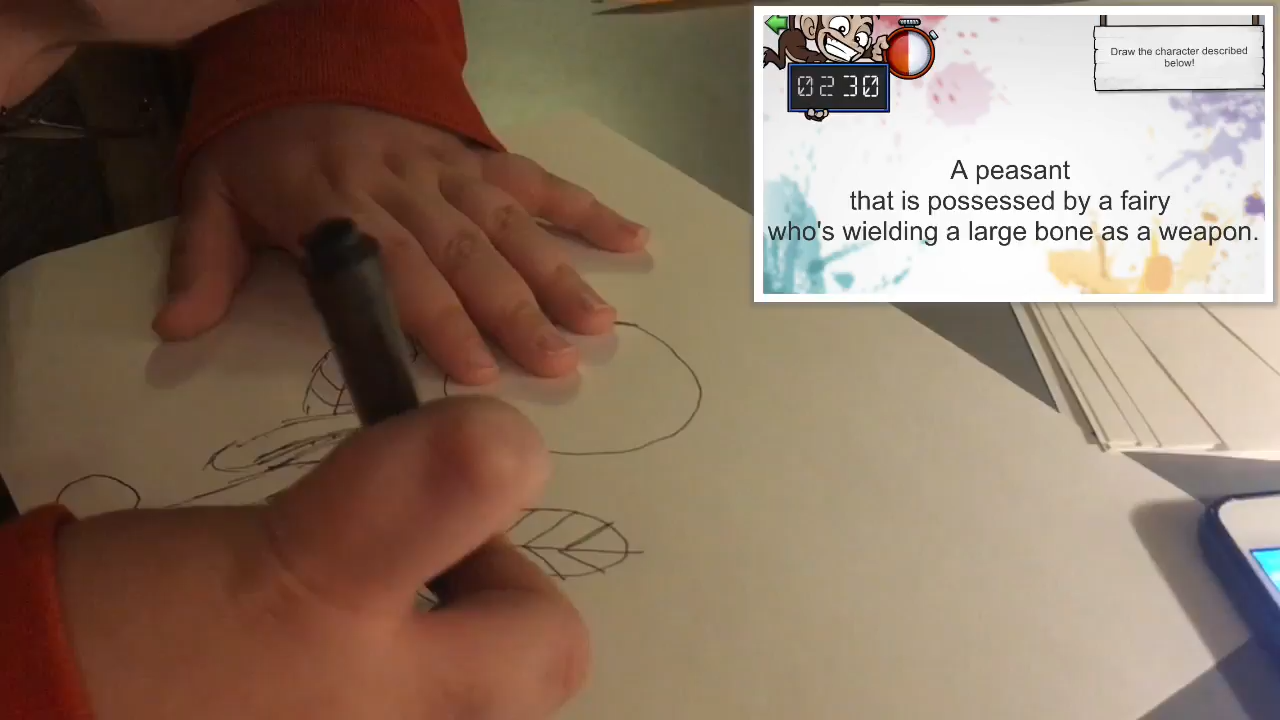 02 30
Draw the character described
below!
A peasant
that is possessed by a fairy
who's wielding a large bone as a weapon.